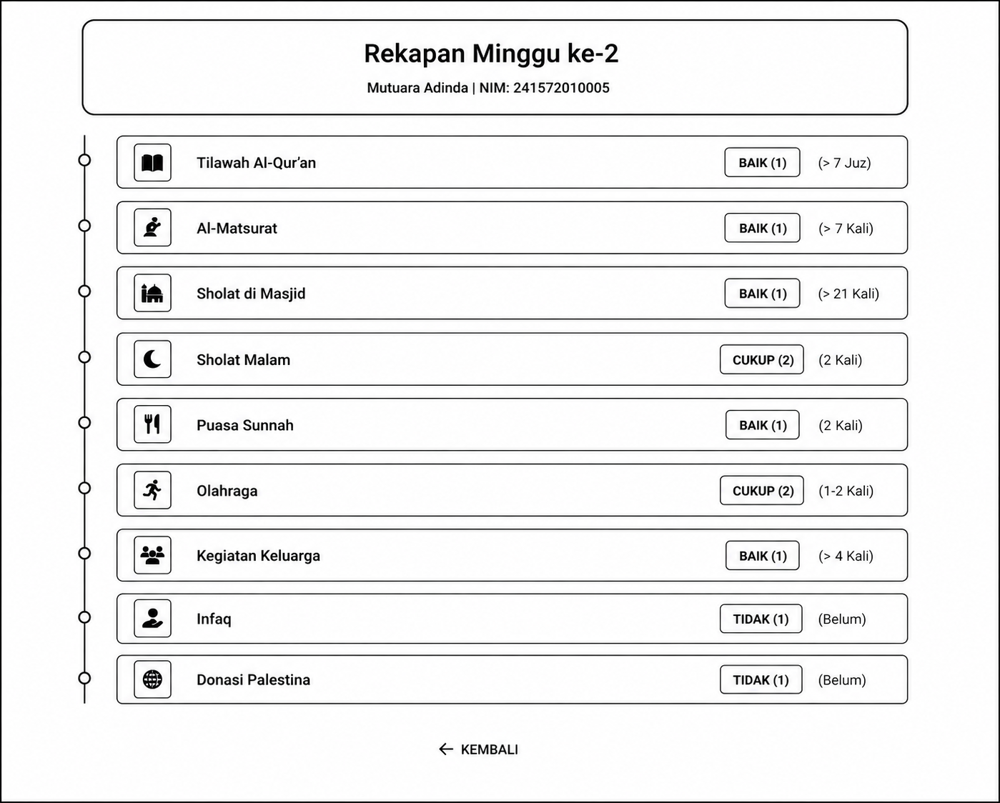 Rekapan Minggu ke-2
Mutuara Adinda | NIM: 241572010005
Tilawah Al-Qur’an BAIK (1) (> 7 Juz)
Al-Matsurat BAIK (1) (> 7 Kali)
Sholat di Masjid BAIK (1) (> 21 Kali)
Sholat Malam CUKUP (2) (2 Kali)
Puasa Sunnah BAIK (1) (2 Kali)
Olahraga CUKUP (2) (1-2 Kali)
Kegiatan Keluarga BAIK (1) (> 4 Kali)
Infaq TIDAK (1) (Belum)
Donasi Palestina TIDAK (1) (Belum)
← KEMBALI